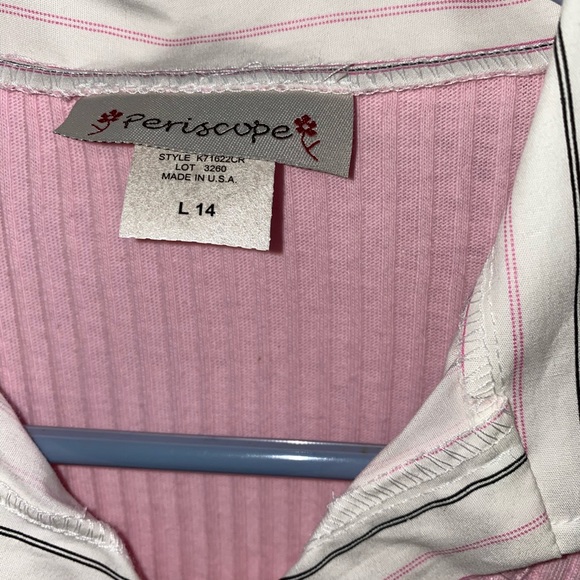 Periscope
STYLE K71622CR
LOT 3260
MADE IN U.S.A.
L 14